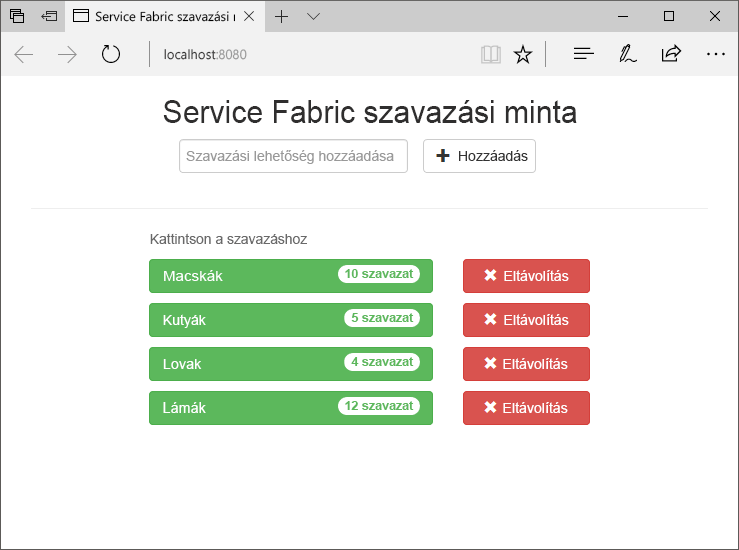 Service Fabric szavazási r
localhost:8080
Service Fabric szavazási minta
Szavazási lehetőség hozzáadása
Hozzáadás
Kattintson a szavazáshoz
Macskák 10 szavazat Eltávolítás
Kutyák 5 szavazat Eltávolítás
Lovak 4 szavazat Eltávolítás
Lámák 12 szavazat Eltávolítás